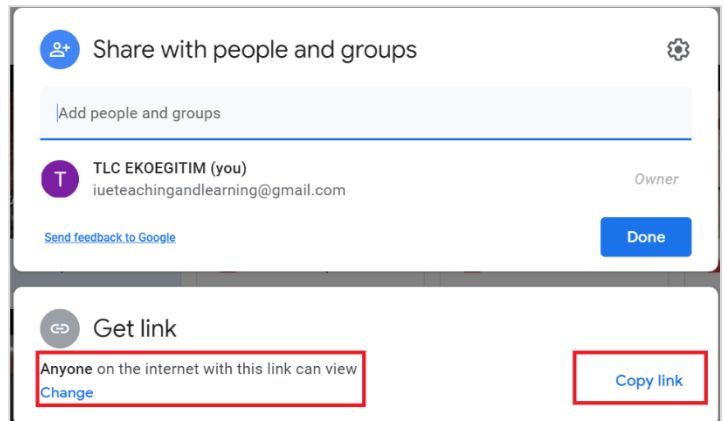 Share with people and groups
Add people and groups
T
TLC EKOEGITIM (you)
iueteachingandlearning@gmail.com
Owner
Send feedback to Google
Done
Get link
Anyone on the internet with this link can view
Change
Copy link